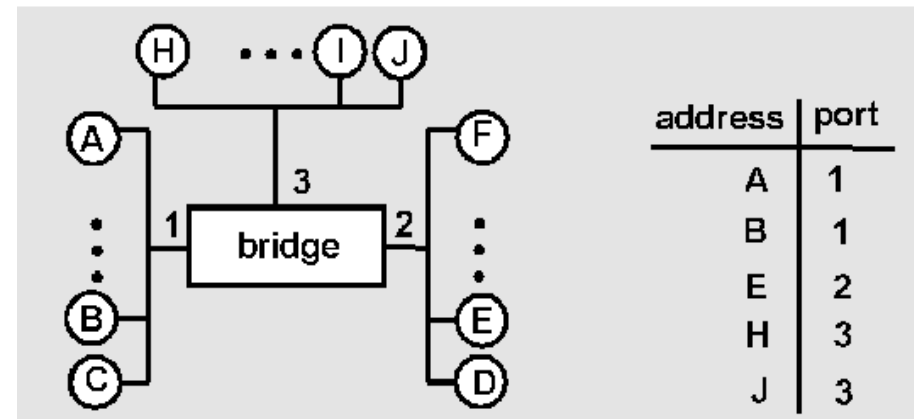 H ••• I J
A F
3
1 bridge 2
B E
C D
address port
A 1
B 1
E 2
H 3
J 3